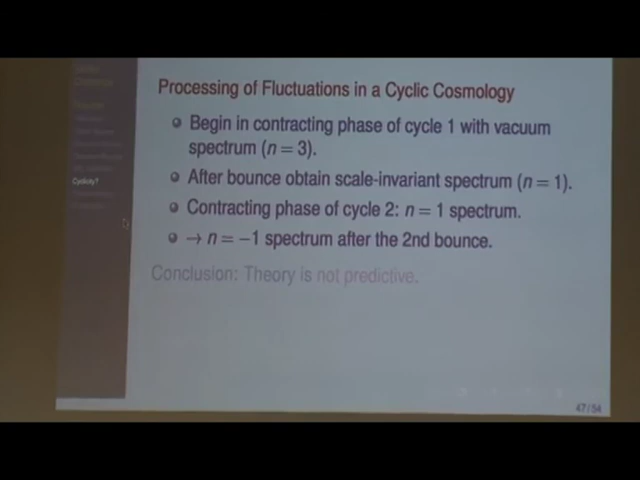 Processing of Fluctuations in a Cyclic Cosmology
Begin in contracting phase of cycle 1 with vacuum
spectrum (n = 3).
After bounce obtain scale-invariant spectrum (n = 1).
Contracting phase of cycle 2: n = 1 spectrum.
→ n = −1 spectrum after the 2nd bounce.
Conclusion: Theory is not predictive.
Cyclicity?
47/54